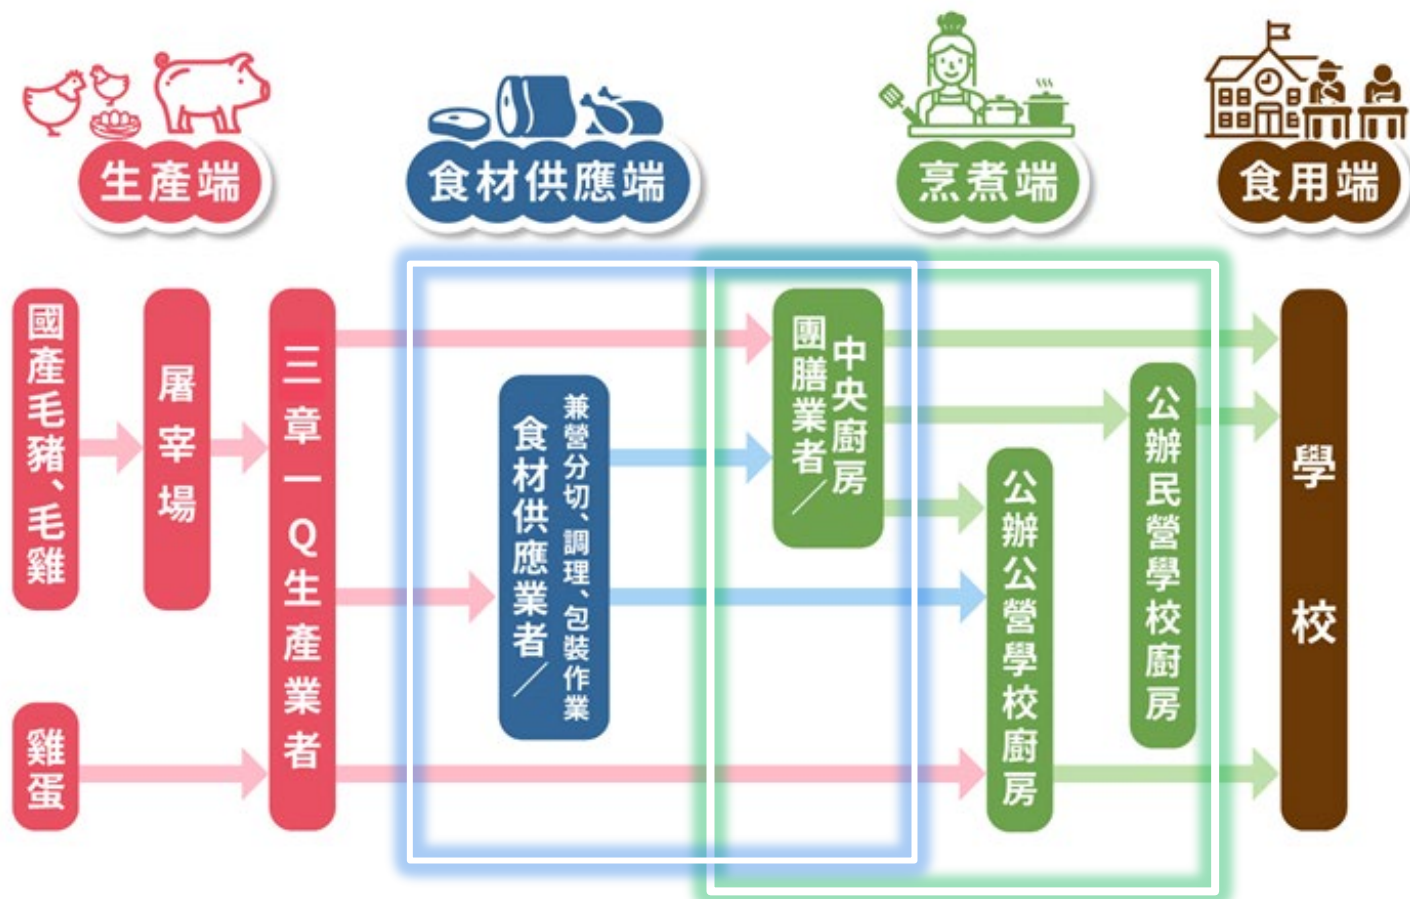 生產端
食材供應端
烹煮端
食用端
國產毛豬、毛雞
屠宰場
雞蛋
三章一Q生產業者
食材供應業者／
兼營分切、調理、包裝作業
團膳業者／
中央廚房
公辦公營學校廚房
公辦民營學校廚房
學校